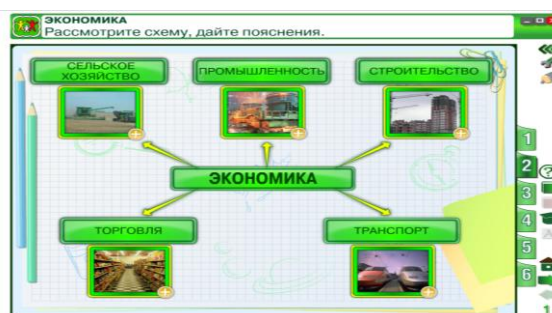 ЭКОНОМИКА
Рассмотрите схему, дайте пояснения.
СЕЛЬСКОЕ
ХОЗЯЙСТВО
ПРОМЫШЛЕННОСТЬ
СТРОИТЕЛЬСТВО
ЭКОНОМИКА
ТОРГОВЛЯ
ТРАНСПОРТ
1
2
3
4
5
6